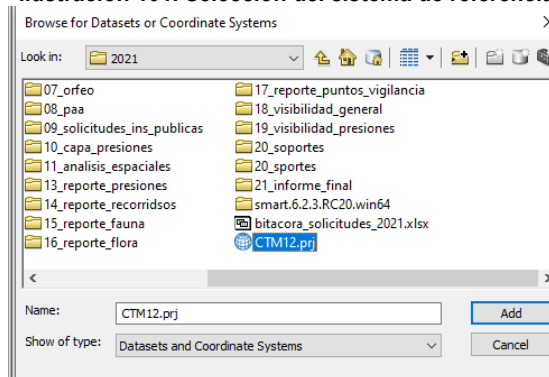 Browse for Datasets or Coordinate Systems
Look in: 2021
07_orfeo
08_paa
09_solicitudes_ins_publicas
10_capa_presiones
11_analisis_espaciales
13_reporte_presiones
14_reporte_recorridsos
15_reporte_fauna
16_reporte_flora
17_reporte_puntos_vigilancia
18_visibilidad_general
19_visibilidad_presiones
20_soportes
20_sportes
21_informe_final
smart.6.2.3.RC20.win64
bitacora_solicitudes_2021.xlsx
CTM12.prj
Name: CTM12.prj Add
Show of type: Datasets and Coordinate Systems Cancel